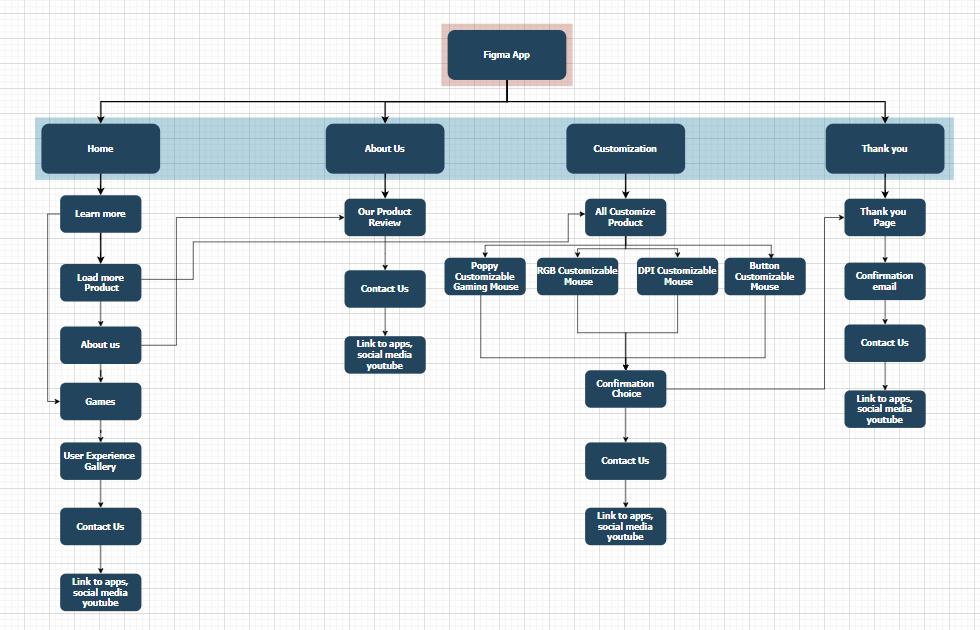 Figma App
Home
About Us
Customization
Thank you
Learn more
Load more
Product
About us
Games
User Experience
Gallery
Contact Us
Link to apps,
social media
youtube
Our Product
Review
Contact Us
Link to apps,
social media
youtube
All Customize
Product
Poppy
Customizable
Gaming Mouse
RGB Customizable
Mouse
DPI Customizable
Mouse
Button
Customizable
Mouse
Confirmation
Choice
Contact Us
Link to apps,
social media
youtube
Thank you
Page
Confirmation
email
Contact Us
Link to apps,
social media
youtube